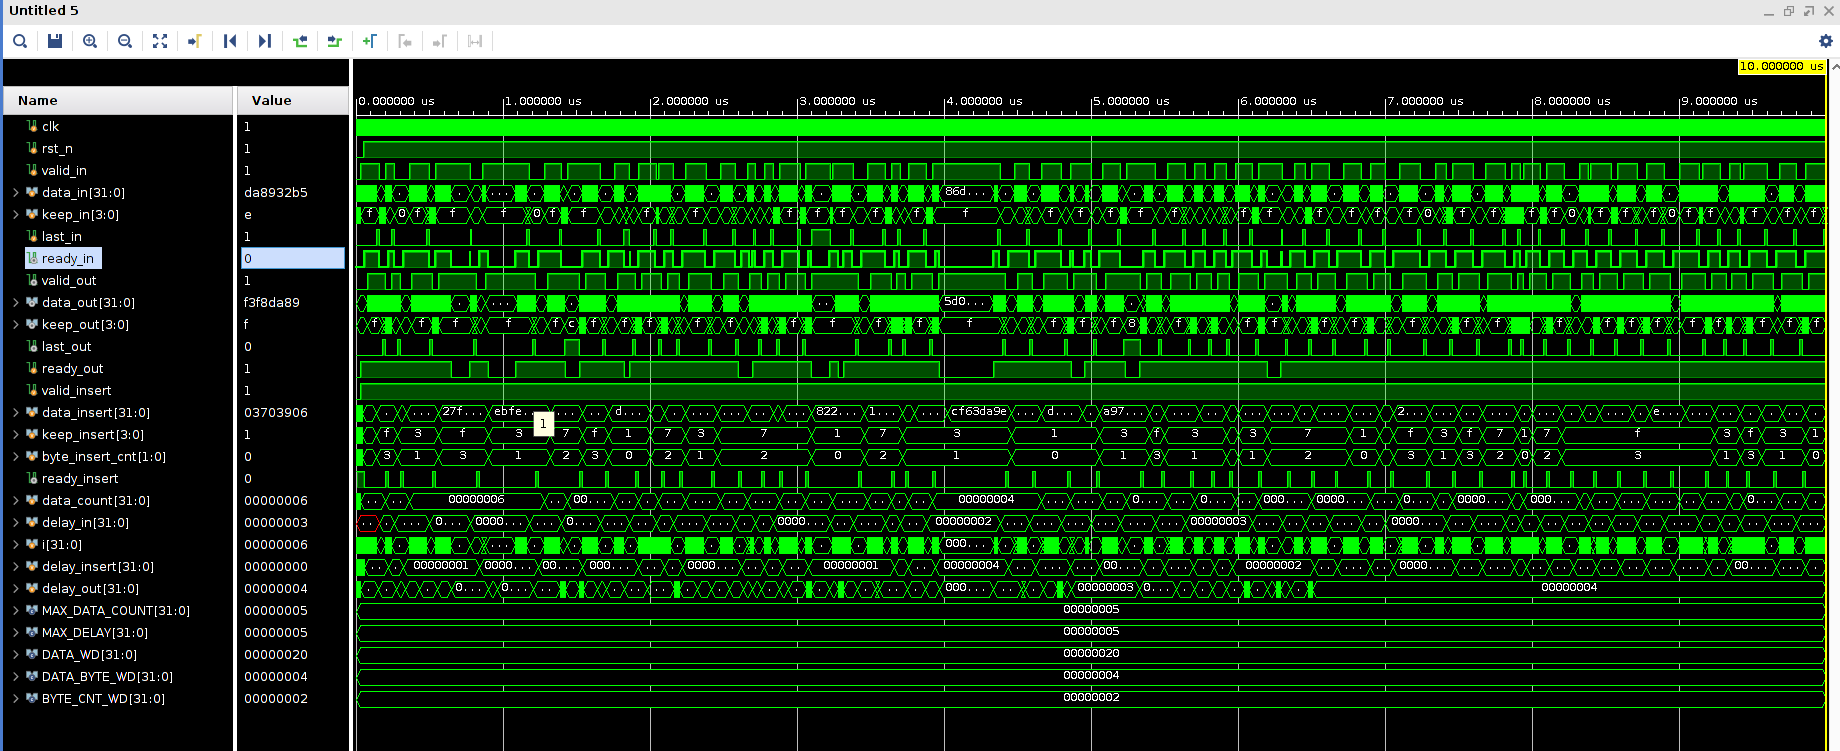 Untitled 5
10.000000 us
Name Value
0.000000 us 1.000000 us 2.000000 us 3.000000 us 4.000000 us 5.000000 us 6.000000 us 7.000000 us 8.000000 us 9.000000 us
clk 1
rst_n 1
valid_in 1
data_in[31:0] da8932b5 86d...
keep_in[3:0] e
last_in 1
ready_in 0
valid_out 1
data_out[31:0] f3f8da89 5d0...
keep_out[3:0] f
last_out 0
ready_out 1
valid_insert 1
data_insert[31:0] 03703906 27f... ebfe... d... 822... 1... cf63da9e d... a97... 2... e...
1
keep_insert[3:0] 1 f 3 f 3 7 f 1 7 3 7 1 7 3 1 3 f 3 3 7 1 f 3 f 7 1 7 f 3 f 3 1
byte_insert_cnt[1:0] 0 3 1 3 1 2 3 0 2 1 2 0 2 1 0 1 3 1 1 2 0 3 1 3 2 0 2 3 1 3 1 0
ready_insert 0
data_count[31:0] 00000006 00000006 00... 00000004 0... 0... 000... 0000... 0... 0000... 000... 0...
delay_in[31:0] 00000003 0... 0000... 0... 0000... 00000002 00000003 0000...
i[31:0] 00000006 000...
delay_insert[31:0] 00000000 00000001 0000... 00... 000... 0000... 00000001 00000004 00... 00000002 0000... 00...
delay_out[31:0] 00000004 0... 0... 000... 00000003 0... 00000004
MAX_DATA_COUNT[31:0] 00000005 00000005
MAX_DELAY[31:0] 00000005 00000005
DATA_WD[31:0] 00000020 00000020
DATA_BYTE_WD[31:0] 00000004 00000004
BYTE_CNT_WD[31:0] 00000002 00000002